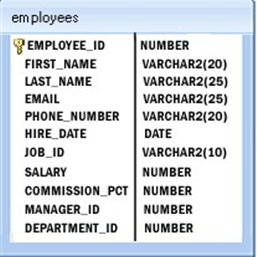 employees
EMPLOYEE_ID NUMBER
FIRST_NAME VARCHAR2(20)
LAST_NAME VARCHAR2(25)
EMAIL VARCHAR2(25)
PHONE_NUMBER VARCHAR2(20)
HIRE_DATE DATE
JOB_ID VARCHAR2(10)
SALARY NUMBER
COMMISSION_PCT NUMBER
MANAGER_ID NUMBER
DEPARTMENT_ID NUMBER